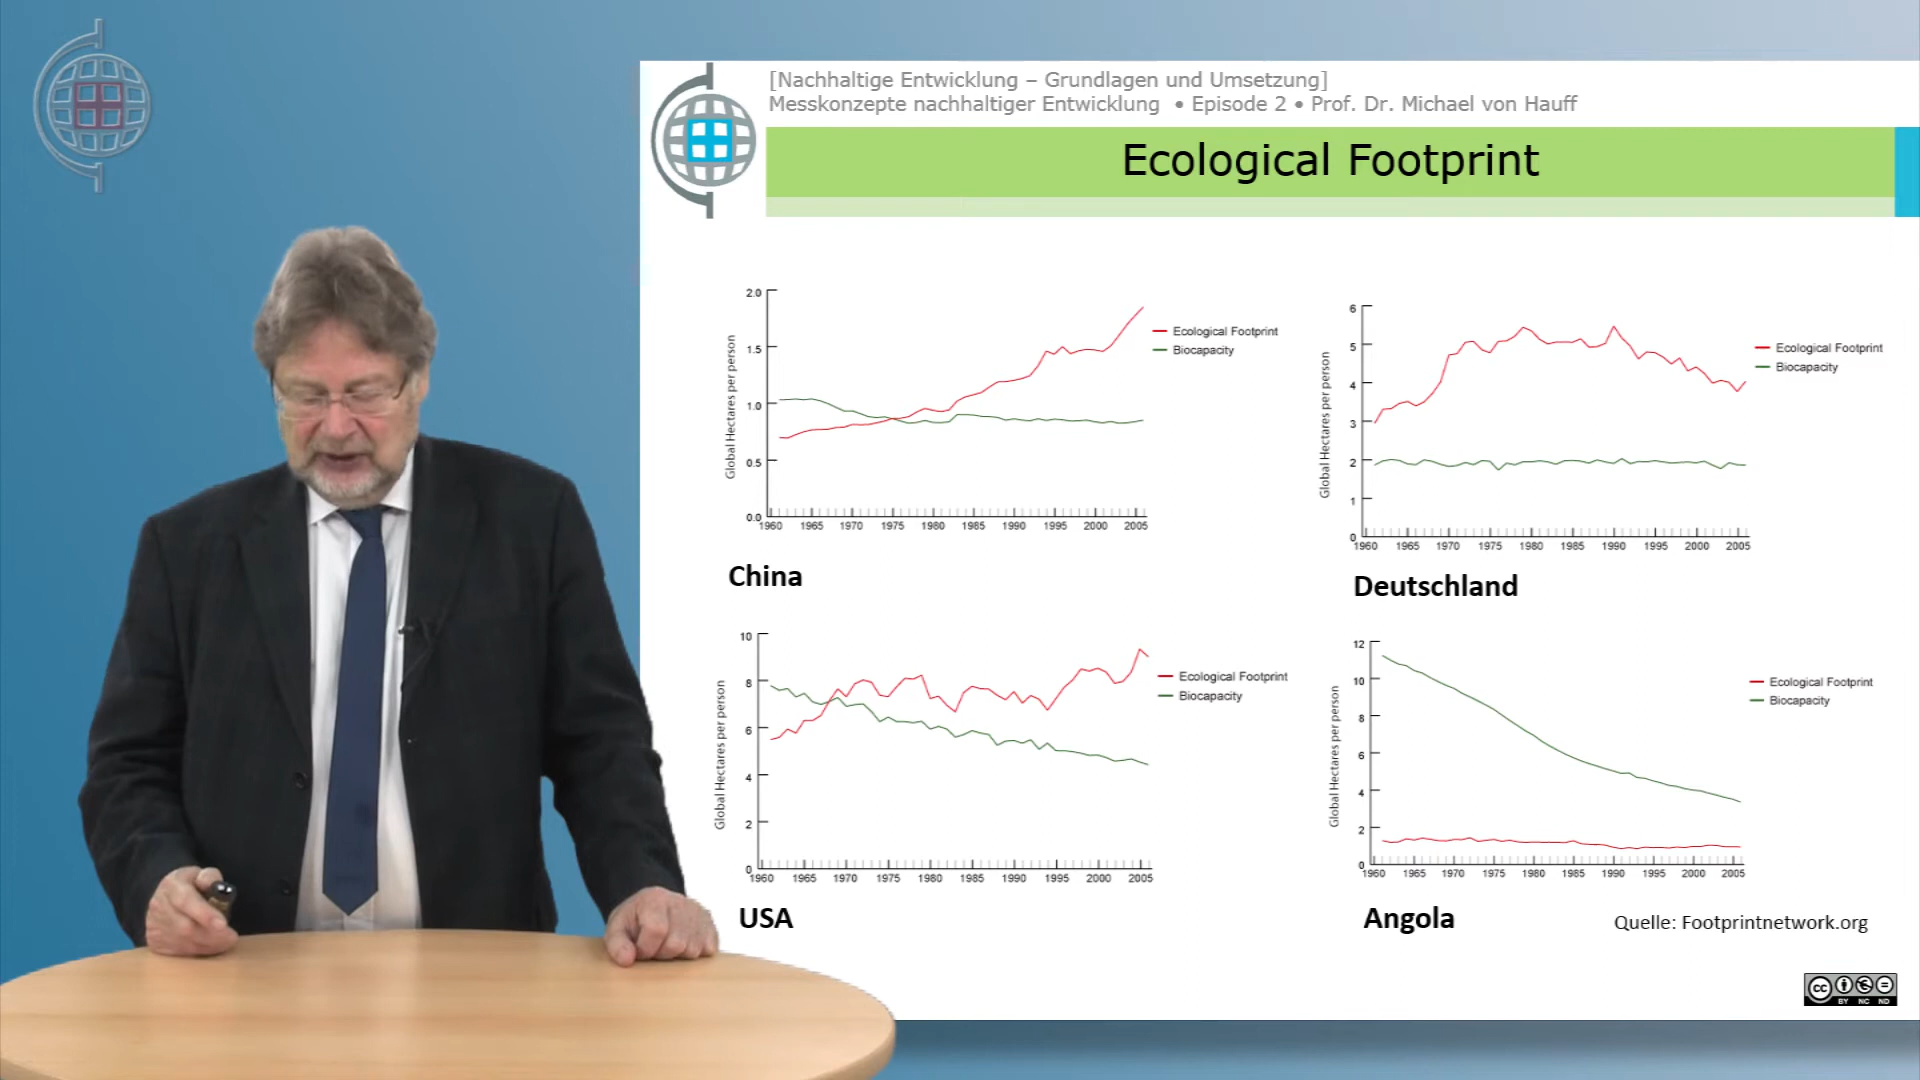 [Nachhaltige Entwicklung – Grundlagen und Umsetzung]
Messkonzepte nachhaltiger Entwicklung • Episode 2 • Prof. Dr. Michael von Hauff
Ecological Footprint
Global Hectares per person
2.0
1.5
1.0
0.5
0.0
1960 1965 1970 1975 1980 1985 1990 1995 2000 2005
Ecological Footprint
Biocapacity
China
Global Hectares per person
6
5
4
3
2
1
0
1960 1965 1970 1975 1980 1985 1990 1995 2000 2005
Ecological Footprint
Biocapacity
Deutschland
Global Hectares per person
10
8
6
4
2
0
1960 1965 1970 1975 1980 1985 1990 1995 2000 2005
Ecological Footprint
Biocapacity
USA
Global Hectares per person
12
10
8
6
4
2
0
1960 1965 1970 1975 1980 1985 1990 1995 2000 2005
Ecological Footprint
Biocapacity
Angola
Quelle: Footprintnetwork.org
cc
BY NC ND